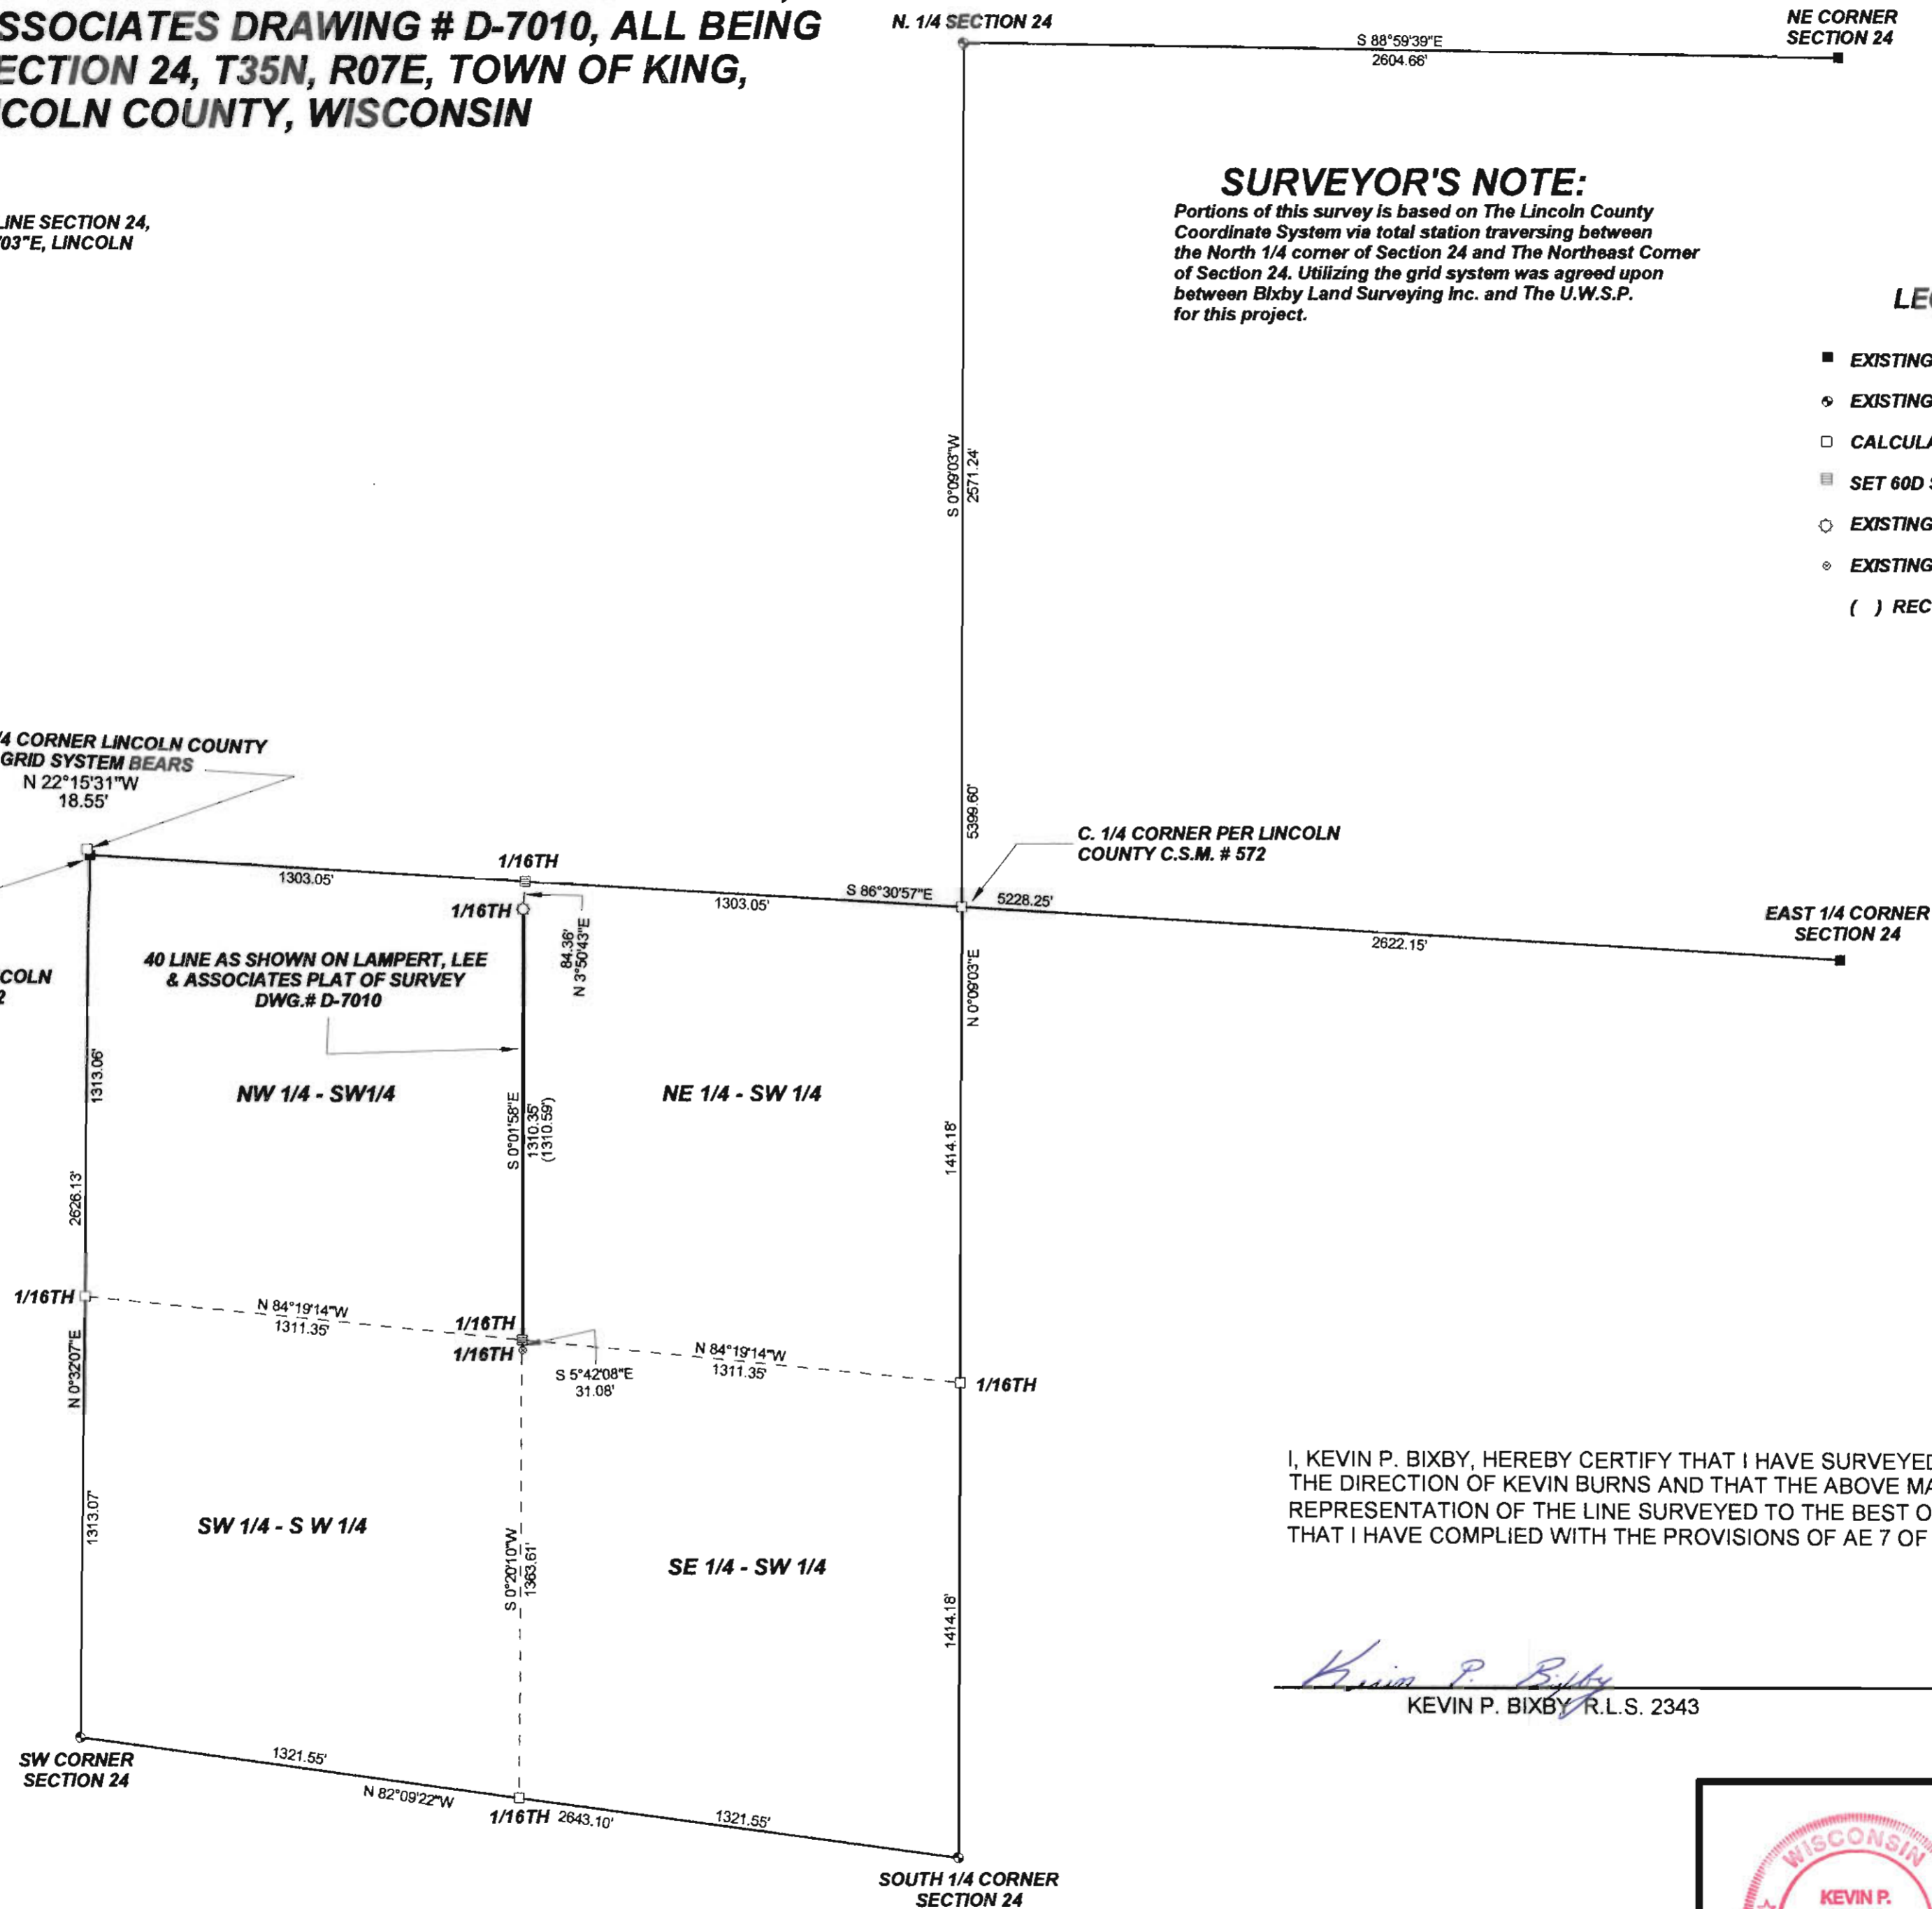 SSOCIATES DRAWING # D-7010, ALL BEING
ECTION 24, T35N, R07E, TOWN OF KING,
COLN COUNTY, WISCONSIN
N. 1/4 SECTION 24
NE CORNER
SECTION 24
S 88°59'39"E
2604.66'
LINE SECTION 24,
'03"E, LINCOLN
SURVEYOR'S NOTE:
Portions of this survey is based on The Lincoln County
Coordinate System via total station traversing between
the North 1/4 corner of Section 24 and The Northeast Corner
of Section 24. Utilizing the grid system was agreed upon
between Bixby Land Surveying Inc. and The U.W.S.P.
for this project.
LE
EXISTING
EXISTING
CALCULA
SET 60D
EXISTING
EXISTING
( ) REC
S 0°09'03"W
2571.24'
5399.60'
/4 CORNER LINCOLN COUNTY
GRID SYSTEM BEARS
N 22°15'31"W
18.55'
C. 1/4 CORNER PER LINCOLN
COUNTY C.S.M. # 572
1303.05'
1/16TH
1303.05'
S 86°30'57"E
5228.25'
2622.15'
EAST 1/4 CORNER
SECTION 24
1/16TH
84.36'
N 3°50'43"E
40 LINE AS SHOWN ON LAMPERT, LEE
& ASSOCIATES PLAT OF SURVEY
DWG.# D-7010
COLN
2
N 0°09'03"E
1313.06'
NW 1/4 - SW1/4
NE 1/4 - SW 1/4
S 0°01'58"E
1310.35'
(1310.59')
1414.18'
2626.13'
1/16TH
N 84°19'14"W
1311.35'
1/16TH
1/16TH
N 84°19'14"W
1311.35'
S 5°42'08"E
31.08'
1/16TH
N 0°32'07"E
1313.07'
SW 1/4 - S W 1/4
SE 1/4 - SW 1/4
S 0°20'10"W
1363.61'
1414.18'
I, KEVIN P. BIXBY, HEREBY CERTIFY THAT I HAVE SURVEYED
THE DIRECTION OF KEVIN BURNS AND THAT THE ABOVE MA
REPRESENTATION OF THE LINE SURVEYED TO THE BEST O
THAT I HAVE COMPLIED WITH THE PROVISIONS OF AE 7 OF
Kevin P. Bixby
KEVIN P. BIXBY R.L.S. 2343
SW CORNER
SECTION 24
1321.55'
N 82°09'22"W
1/16TH
2643.10'
1321.55'
SOUTH 1/4 CORNER
SECTION 24
WISCONSIN
KEVIN P.